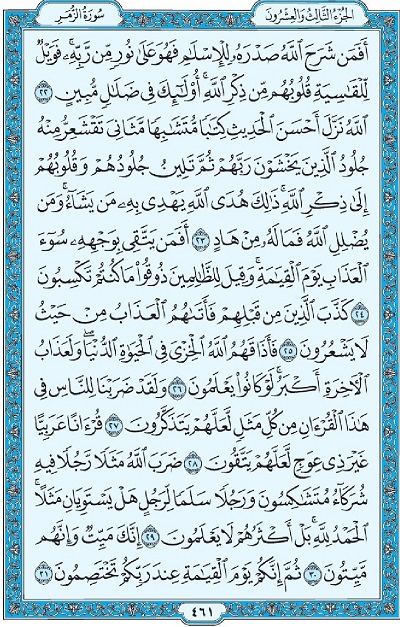 الجزء الثالث والعشرون سورة الزمر
أَفَمَن شَرَحَ ٱللَّهُ صَدۡرَهُۥ لِلۡإِسۡلَٰمِ فَهُوَ عَلَىٰ نُورٖ مِّن رَّبِّهِۦۚ فَوَيۡلٞ
لِّلۡقَٰسِيَةِ قُلُوبُهُم مِّن ذِكۡرِ ٱللَّهِۚ أُوْلَٰٓئِكَ فِي ضَلَٰلٖ مُّبِينٍ ٢٢
ٱللَّهُ نَزَّلَ أَحۡسَنَ ٱلۡحَدِيثِ كِتَٰبٗا مُّتَشَٰبِهٗا مَّثَانِيَ تَقۡشَعِرُّ مِنۡهُ
جُلُودُ ٱلَّذِينَ يَخۡشَوۡنَ رَبَّهُمۡ ثُمَّ تَلِينُ جُلُودُهُمۡ وَقُلُوبُهُمۡ
إِلَىٰ ذِكۡرِ ٱللَّهِۚ ذَٰلِكَ هُدَى ٱللَّهِ يَهۡدِي بِهِۦ مَن يَشَآءُۚ وَمَن
يُضۡلِلِ ٱللَّهُ فَمَا لَهُۥ مِنۡ هَادٍ ٢٣ أَفَمَن يَتَّقِي بِوَجۡهِهِۦ سُوٓءَ
ٱلۡعَذَابِ يَوۡمَ ٱلۡقِيَٰمَةِۚ وَقِيلَ لِلظَّٰلِمِينَ ذُوقُواْ مَا كُنتُمۡ تَكۡسِبُونَ
٢٤ كَذَّبَ ٱلَّذِينَ مِن قَبۡلِهِمۡ فَأَتَىٰهُمُ ٱلۡعَذَابُ مِنۡ حَيۡثُ
لَا يَشۡعُرُونَ ٢٥ فَأَذَاقَهُمُ ٱللَّهُ ٱلۡخِزۡيَ فِي ٱلۡحَيَوٰةِ ٱلدُّنۡيَاۖ وَلَعَذَابُ
ٱلۡأٓخِرَةِ أَكۡبَرُۚ لَوۡ كَانُواْ يَعۡلَمُونَ ٢٦ وَلَقَدۡ ضَرَبۡنَا لِلنَّاسِ فِي
هَٰذَا ٱلۡقُرۡءَانِ مِن كُلِّ مَثَلٖ لَّعَلَّهُمۡ يَتَذَكَّرُونَ ٢٧ قُرۡءَانًا عَرَبِيًّا
غَيۡرَ ذِي عِوَجٖ لَّعَلَّهُمۡ يَتَّقُونَ ٢٨ ضَرَبَ ٱللَّهُ مَثَلٗا رَّجُلٗا فِيهِ
شُرَكَآءُ مُتَشَٰكِسُونَ وَرَجُلٗا سَلَمٗا لِّرَجُلٍ هَلۡ يَسۡتَوِيَانِ مَثَلًاۚ
ٱلۡحَمۡدُ لِلَّهِۚ بَلۡ أَكۡثَرُهُمۡ لَا يَعۡلَمُونَ ٢٩ إِنَّكَ مَيِّتٞ وَإِنَّهُم
مَّيِّتُونَ ٣٠ ثُمَّ إِنَّكُمۡ يَوۡمَ ٱلۡقِيَٰمَةِ عِندَ رَبِّكُمۡ تَخۡتَصِمُونَ ٣١
٤٦١